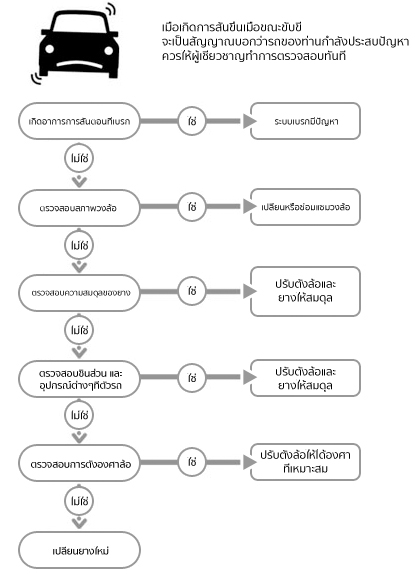 เมื่อเกิดการสั่นขึ้นเมื่อขณะขับขี่
จะเป็นสัญญาณบอกว่ารถของท่านกำลังประสบปัญหา
ควรให้ผู้เชี่ยวชาญทำการตรวจสอบทันที
เกิดอาการการสั่นตอนที่เบรก
ใช่
ระบบเบรกมีปัญหา
ไม่ใช่
ตรวจสอบสภาพวงล้อ
ใช่
เปลี่ยนหรือซ่อมแซมวงล้อ
ไม่ใช่
ตรวจสอบความสมดุลของยาง
ใช่
ปรับตั้งล้อและ
ยางให้สมดุล
ไม่ใช่
ตรวจสอบชิ้นส่วน และ
อุปกรณ์ต่างๆที่ตัวรถ
ใช่
ปรับตั้งล้อและ
ยางให้สมดุล
ไม่ใช่
ตรวจสอบการตั้งองศาล้อ
ใช่
ปรับตั้งล้อให้ได้องศา
ที่เหมาะสม
ไม่ใช่
เปลี่ยนยางใหม่